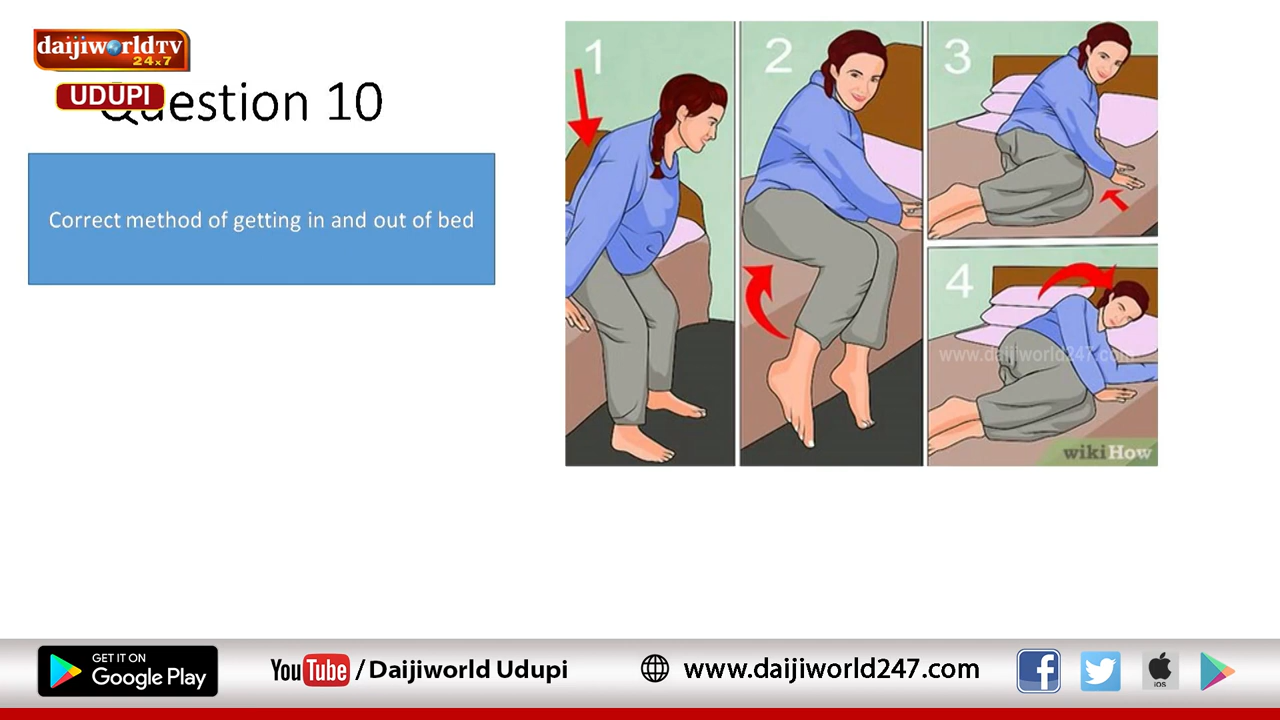 daijiworldTV
24x7
UDUPI
Question 10
Correct method of getting in and out of bed
1
2
3
4
www.daijiworld247.com
wikiHow
GET IT ON
Google Play
YouTube / Daijiworld Udupi
www.daijiworld247.com
iOS